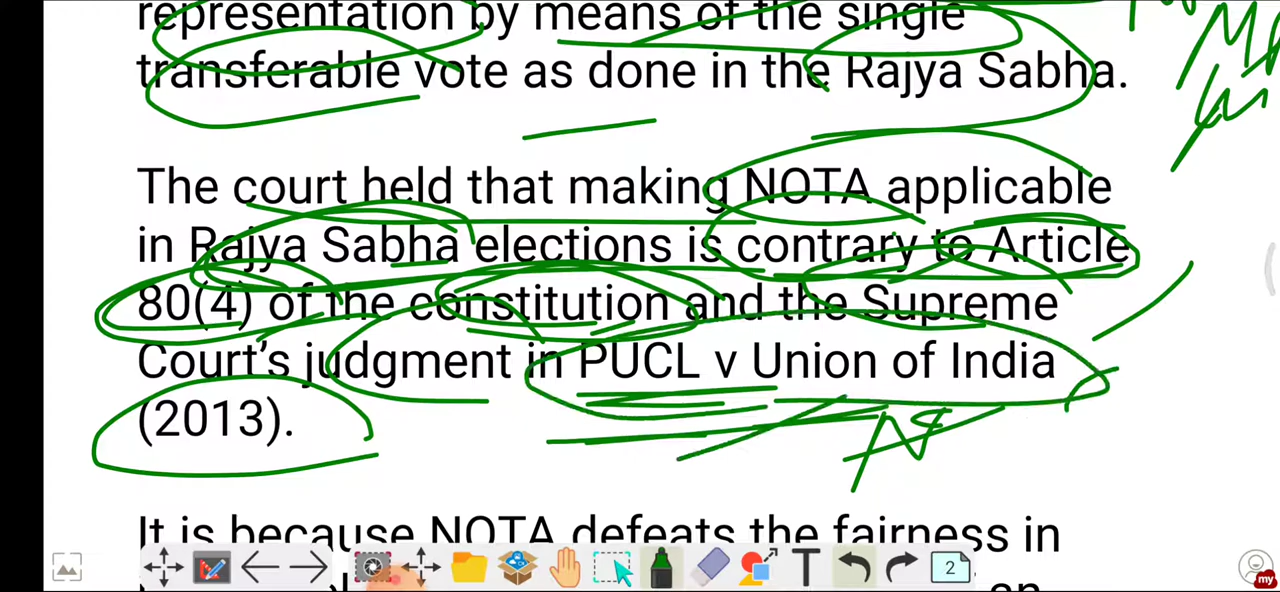 representation by means of the single
transferable vote as done in the Rajya Sabha.
The court held that making NOTA applicable
in Rajya Sabha elections is contrary to Article
80(4) of the constitution and the Supreme
Court’s judgment in PUCL v Union of India
(2013).
It is because NOTA defeats the fairness in
T
2
my